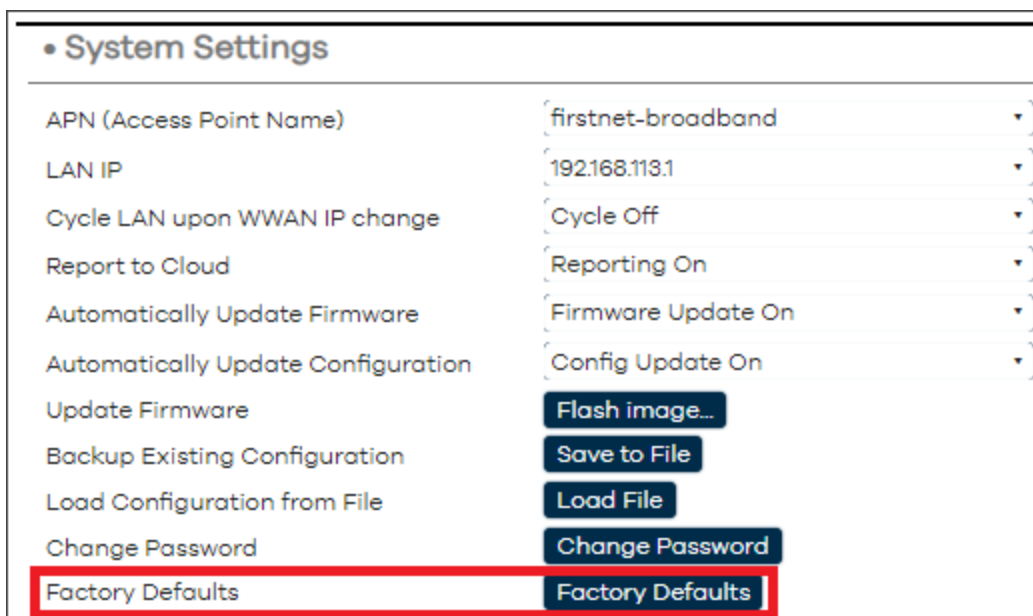 • System Settings
APN (Access Point Name) firstnet-broadband
LAN IP 192.168.113.1
Cycle LAN upon WWAN IP change Cycle Off
Report to Cloud Reporting On
Automatically Update Firmware Firmware Update On
Automatically Update Configuration Config Update On
Update Firmware Flash image...
Backup Existing Configuration Save to File
Load Configuration from File Load File
Change Password Change Password
Factory Defaults Factory Defaults